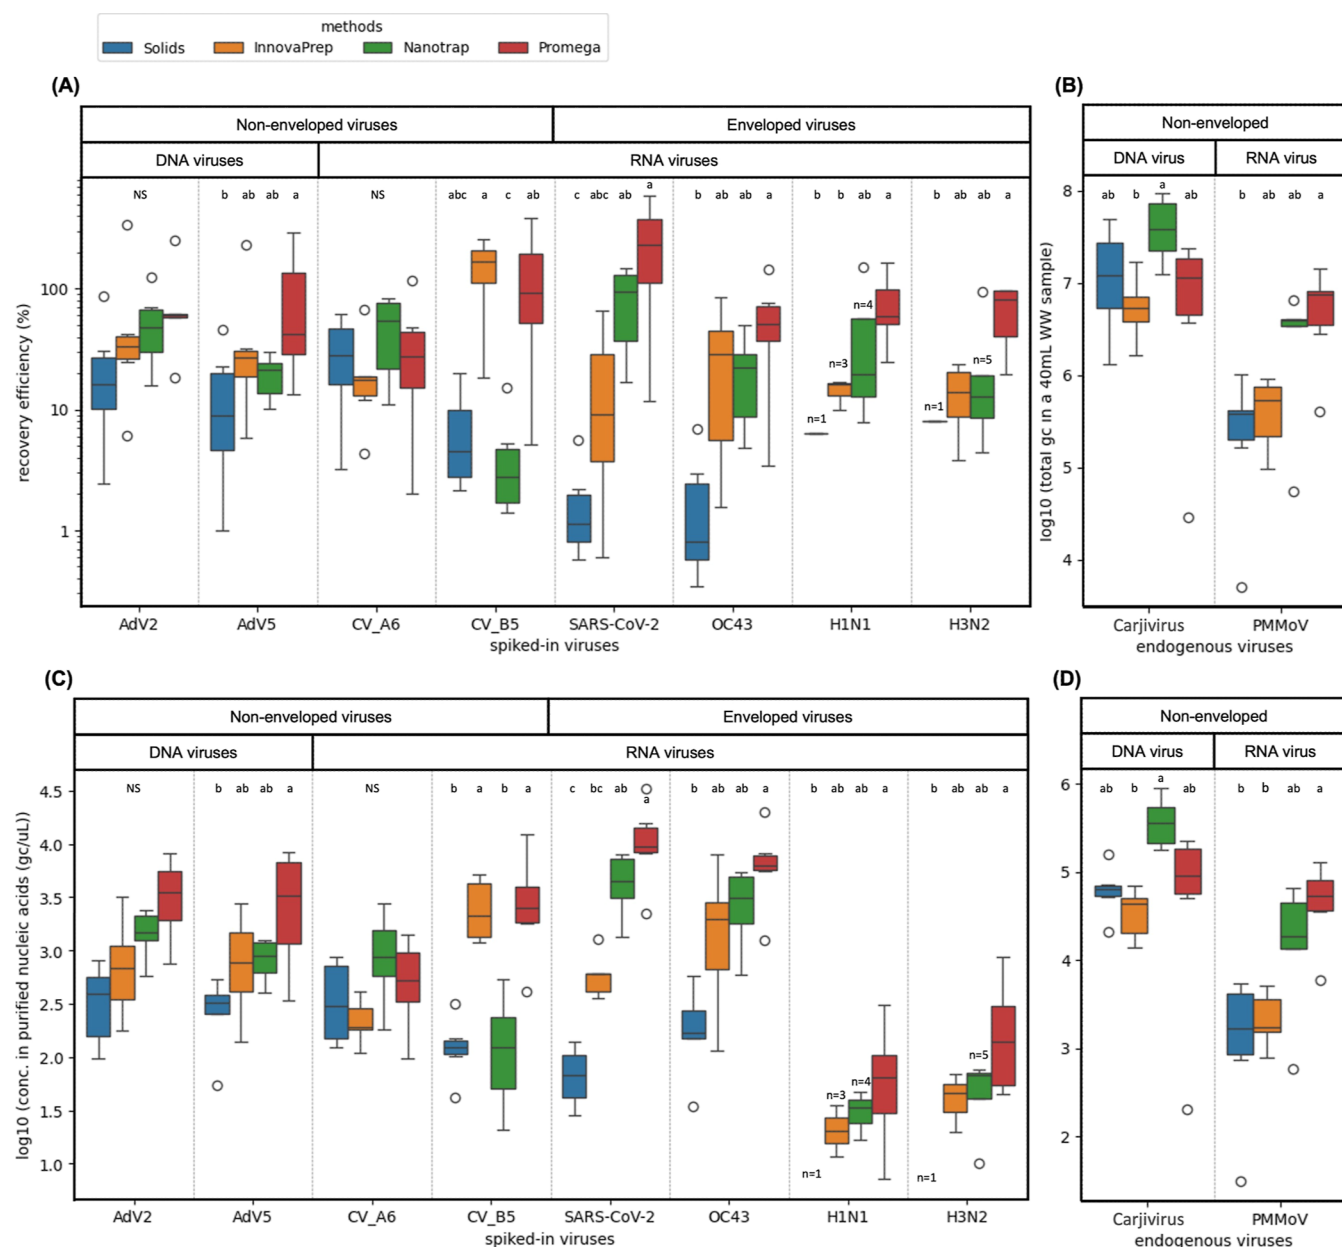 methods
Solids InnovaPrep Nanotrap Promega
(A)
Non-enveloped viruses Enveloped viruses
DNA viruses RNA viruses
NS b ab ab a NS abc a c ab c abc ab a b ab ab a b b ab a b ab ab a
n=1 n=3 n=4 n=1 n=5
100
10
1
recovery efficiency (%)
AdV2 AdV5 CV_A6 CV_B5 SARS-CoV-2 OC43 H1N1 H3N2
spiked-in viruses
(B)
Non-enveloped
DNA virus RNA virus
ab b a ab b ab ab a
8
7
6
5
4
log10 (total gc in a 40mL WW sample)
Carjivirus PMMoV
endogenous viruses
(C)
Non-enveloped viruses Enveloped viruses
DNA viruses RNA viruses
NS b ab ab a NS b a b a c bc ab a b ab ab a b ab ab a b ab ab a
n=1 n=3 n=4 n=1 n=5
4.5
4.0
3.5
3.0
2.5
2.0
1.5
1.0
log10 (conc. in purified nucleic acids (gc/uL))
AdV2 AdV5 CV_A6 CV_B5 SARS-CoV-2 OC43 H1N1 H3N2
spiked-in viruses
(D)
Non-enveloped
DNA virus RNA virus
ab b a ab b b ab a
6
5
4
3
2
Carjivirus PMMoV
endogenous viruses